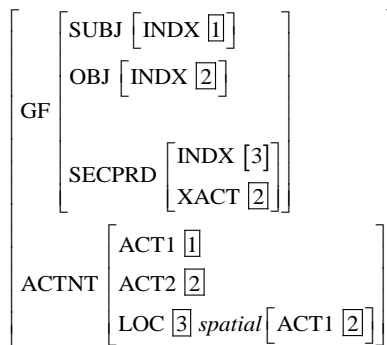 GF [SUBJ [INDX [1]]
OBJ [INDX [2]]
SECPRD [INDX [3]
XACT [2]]]
ACTNT [ACT1 [1]
ACT2 [2]
LOC [3] spatial[ACT1 [2]]]